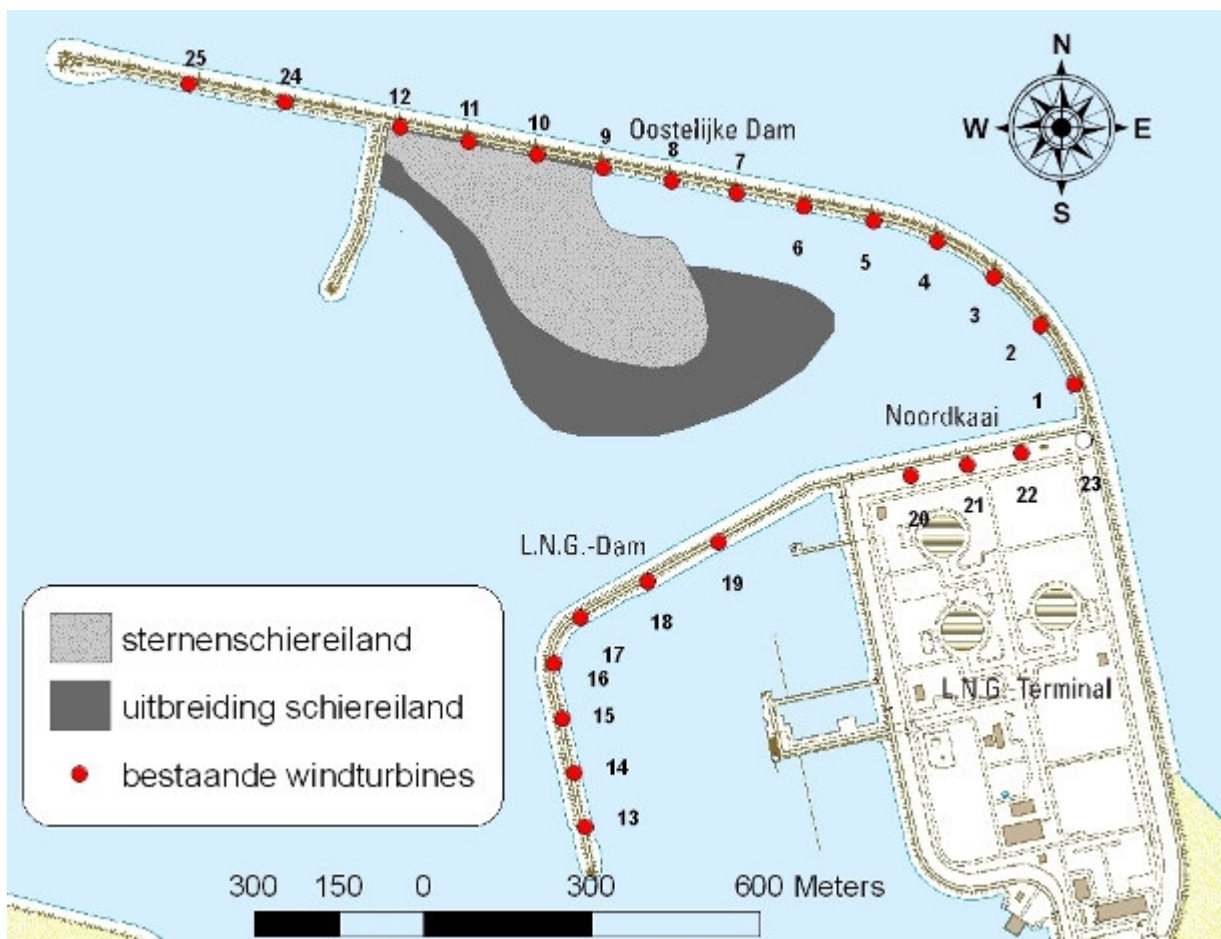 N
W
E
S
25
24
12
11
10
9
8
7
Oostelijke Dam
6
5
4
3
2
1
Noordkaai
23
22
21
20
L.N.G.-Dam
19
18
17
16
15
14
13
L.N.G.-Terminal
sternenschiereiland
uitbreiding schiereiland
bestaande windturbines
300 150 0 300 600 Meters